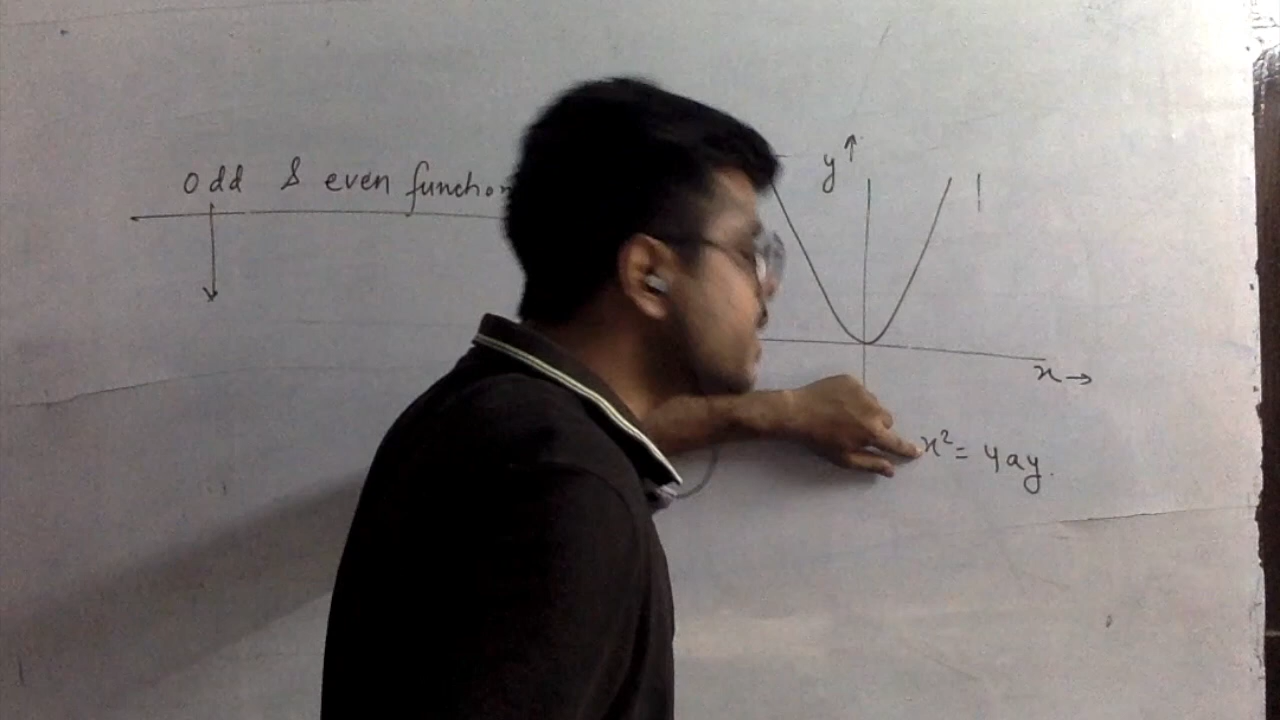 Odd & even function
y ↑
x →
x² = 4ay.